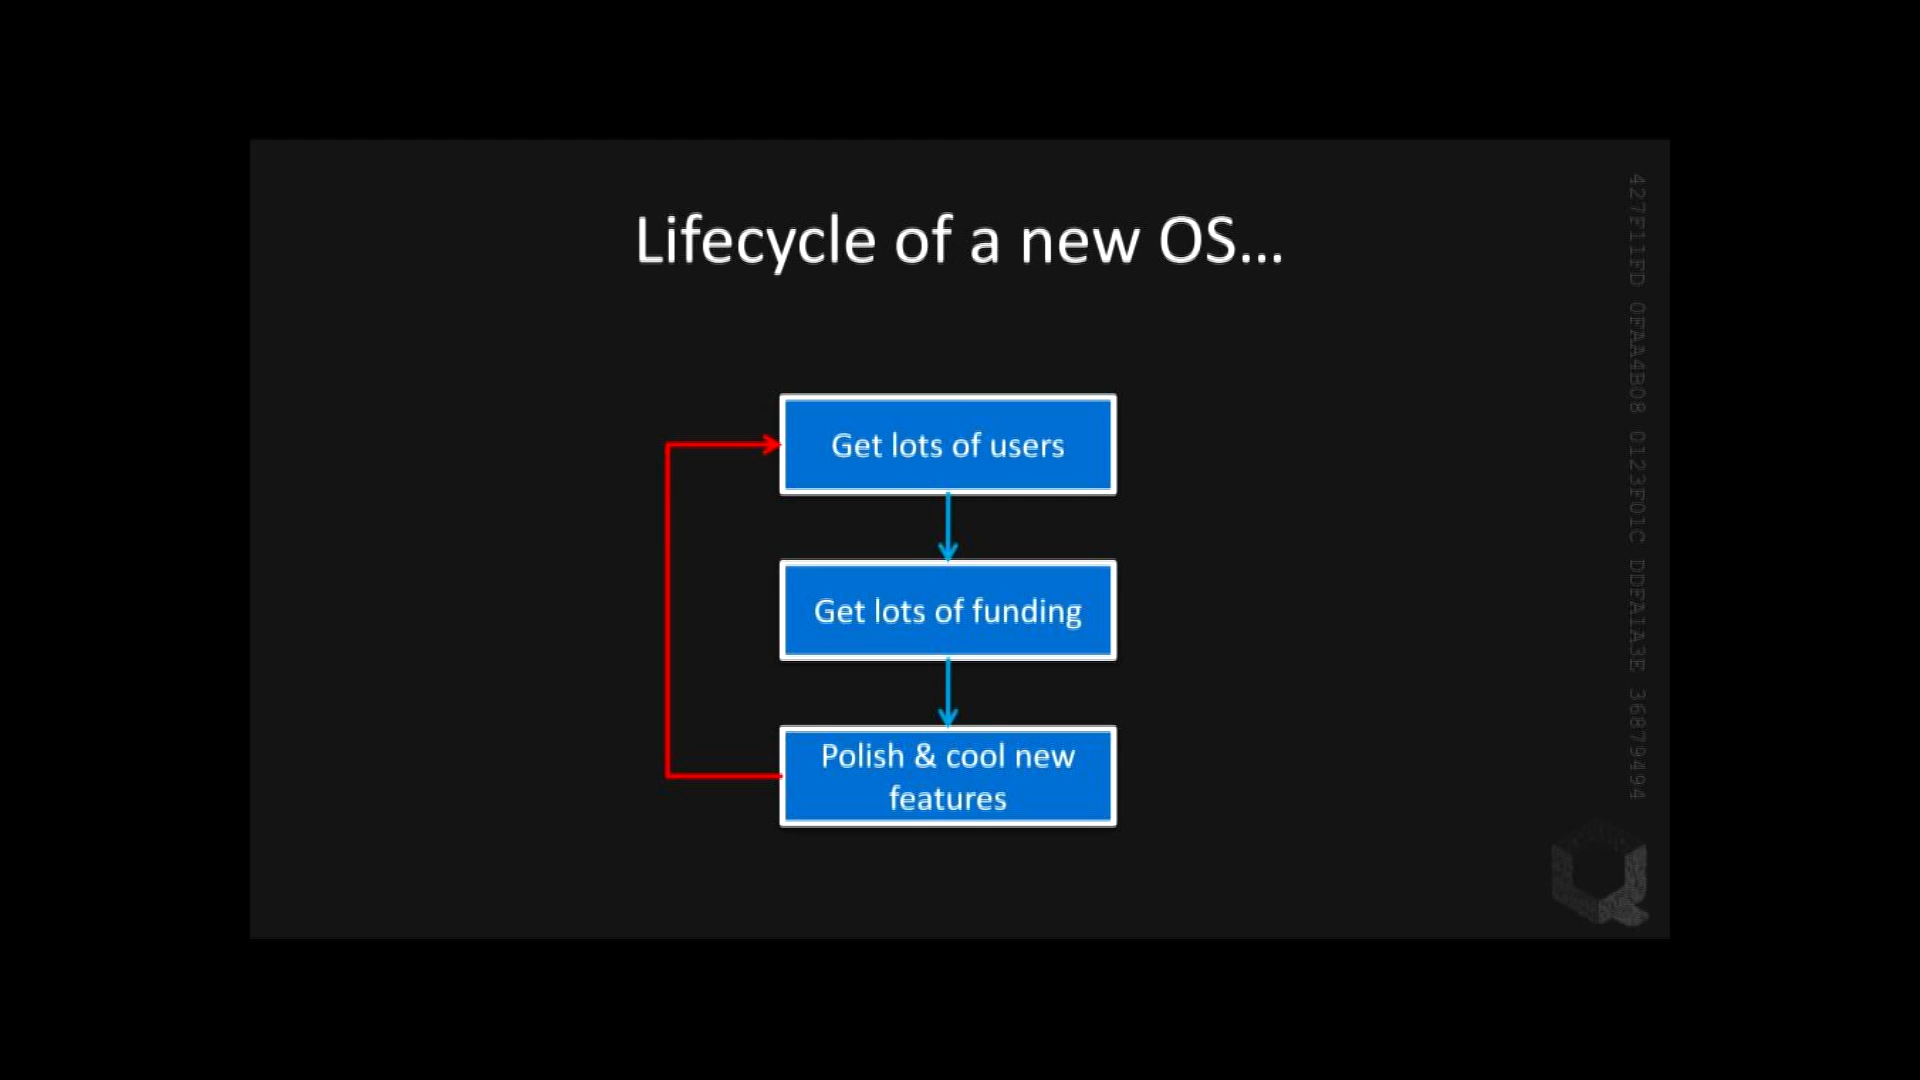 Lifecycle of a new OS...
Get lots of users
Get lots of funding
Polish & cool new
features
427F11FD 0FAA4B08 0123F01C DDFA1A3E 36879494